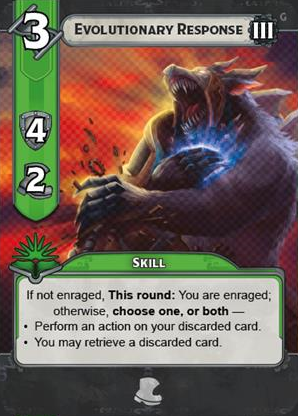 3
EVOLUTIONARY RESPONSE III
G
4
2
SKILL
If not enraged, This round: You are enraged;
otherwise, choose one, or both —
• Perform an action on your discarded card.
• You may retrieve a discarded card.